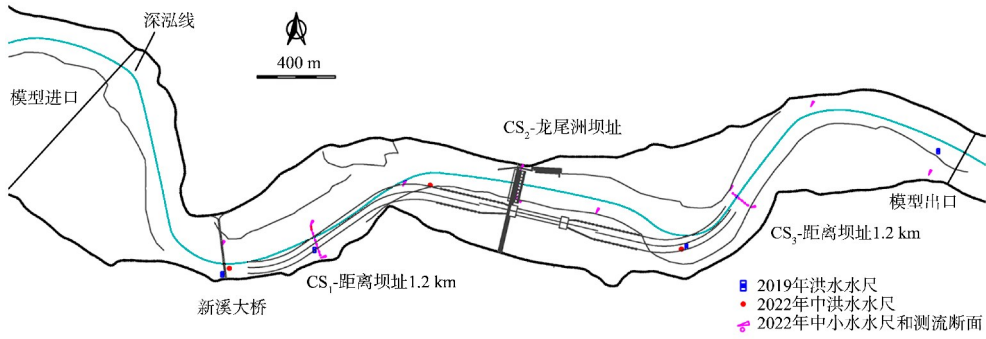 深泓线
400 m
模型进口
CS₂-龙尾洲坝址
模型出口
CS₃-距离坝址1.2 km
CS₁-距离坝址1.2 km
新溪大桥
2019年洪水水尺
2022年中洪水水尺
2022年中小水水尺和测流断面